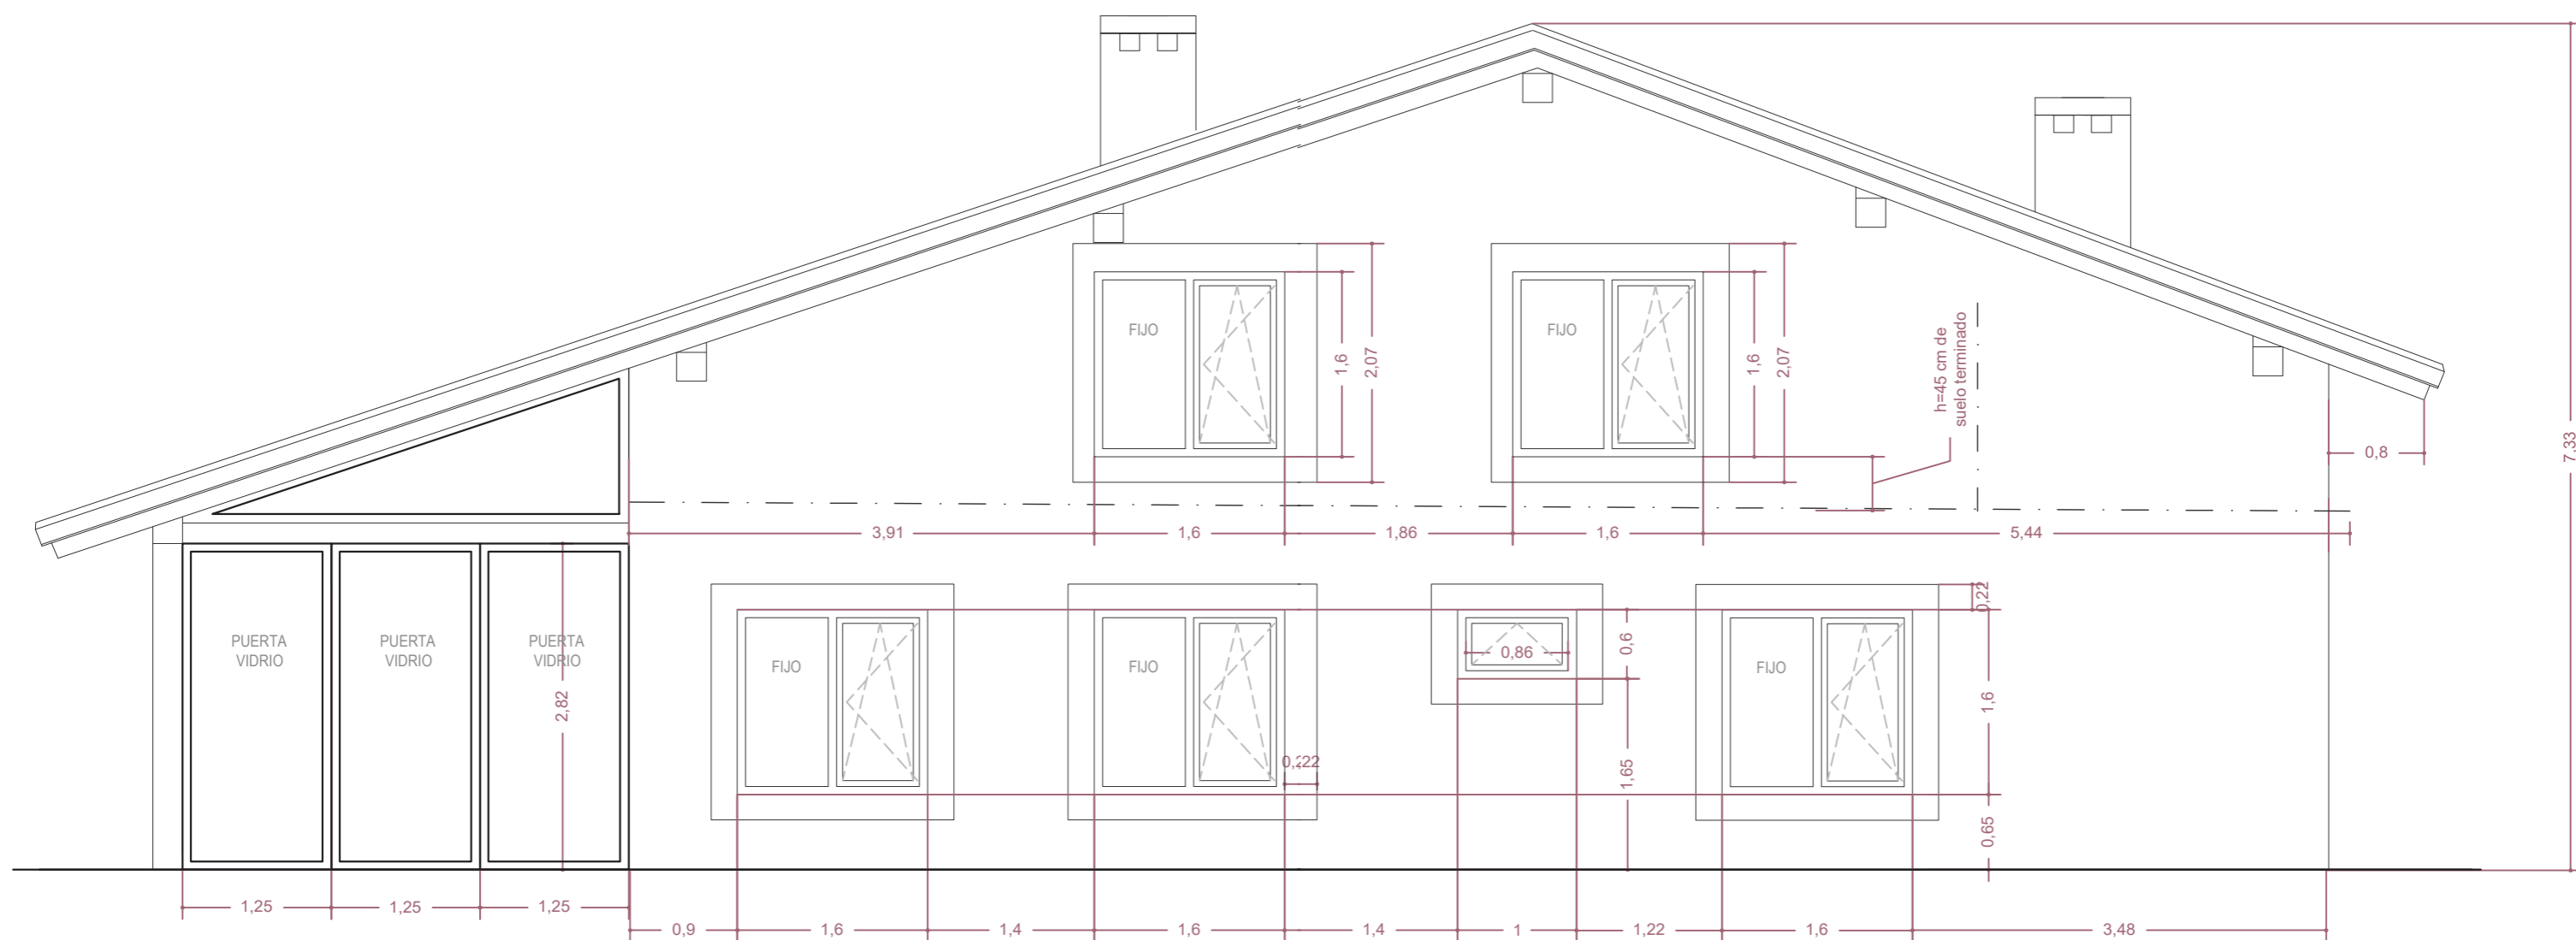 FIJO
FIJO
h=45 cm de
suelo terminado
1,6
2,07
1,6
2,07
0,8
7,33
3,91
1,6
1,86
1,6
5,44
PUERTA
VIDRIO
PUERTA
VIDRIO
PUERTA
VIDRIO
2,82
FIJO
FIJO
0,86
0,6
FIJO
0,22
1,6
1,65
0,65
1,25
1,25
1,25
0,9
1,6
1,4
1,6
1,4
1
1,22
1,6
3,48